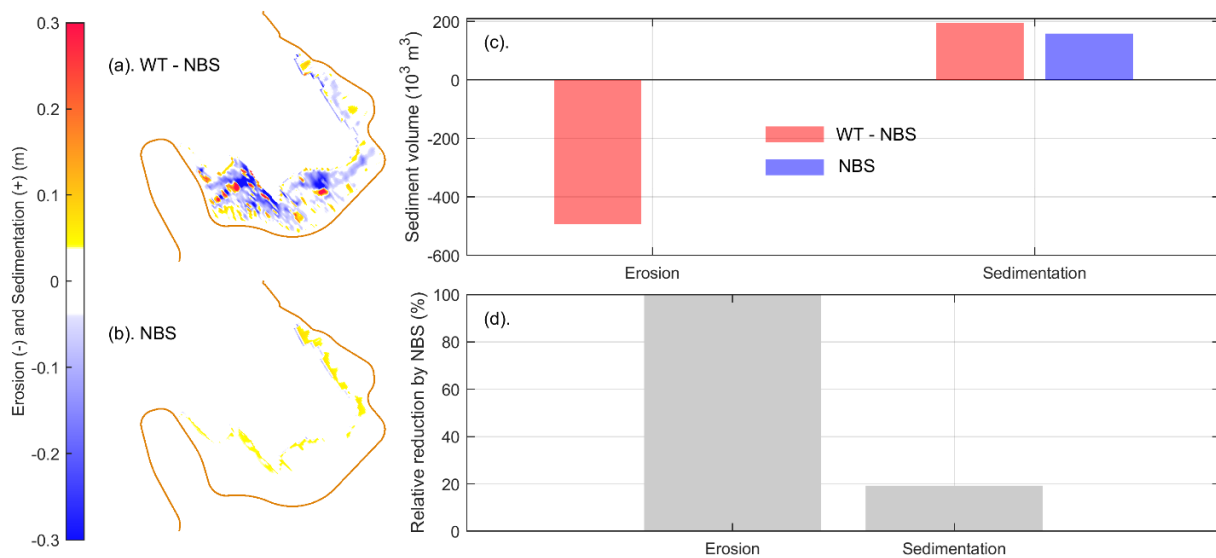 0.3
0.2
0.1
0
-0.1
-0.2
-0.3
Erosion (-) and Sedimentation (+) (m)
(a). WT - NBS
(b). NBS
200
0
-200
-400
-600
Sediment volume (10³ m³)
(c).
WT - NBS
NBS
Erosion
Sedimentation
100
80
60
40
20
0
Relative reduction by NBS (%)
(d).
Erosion
Sedimentation